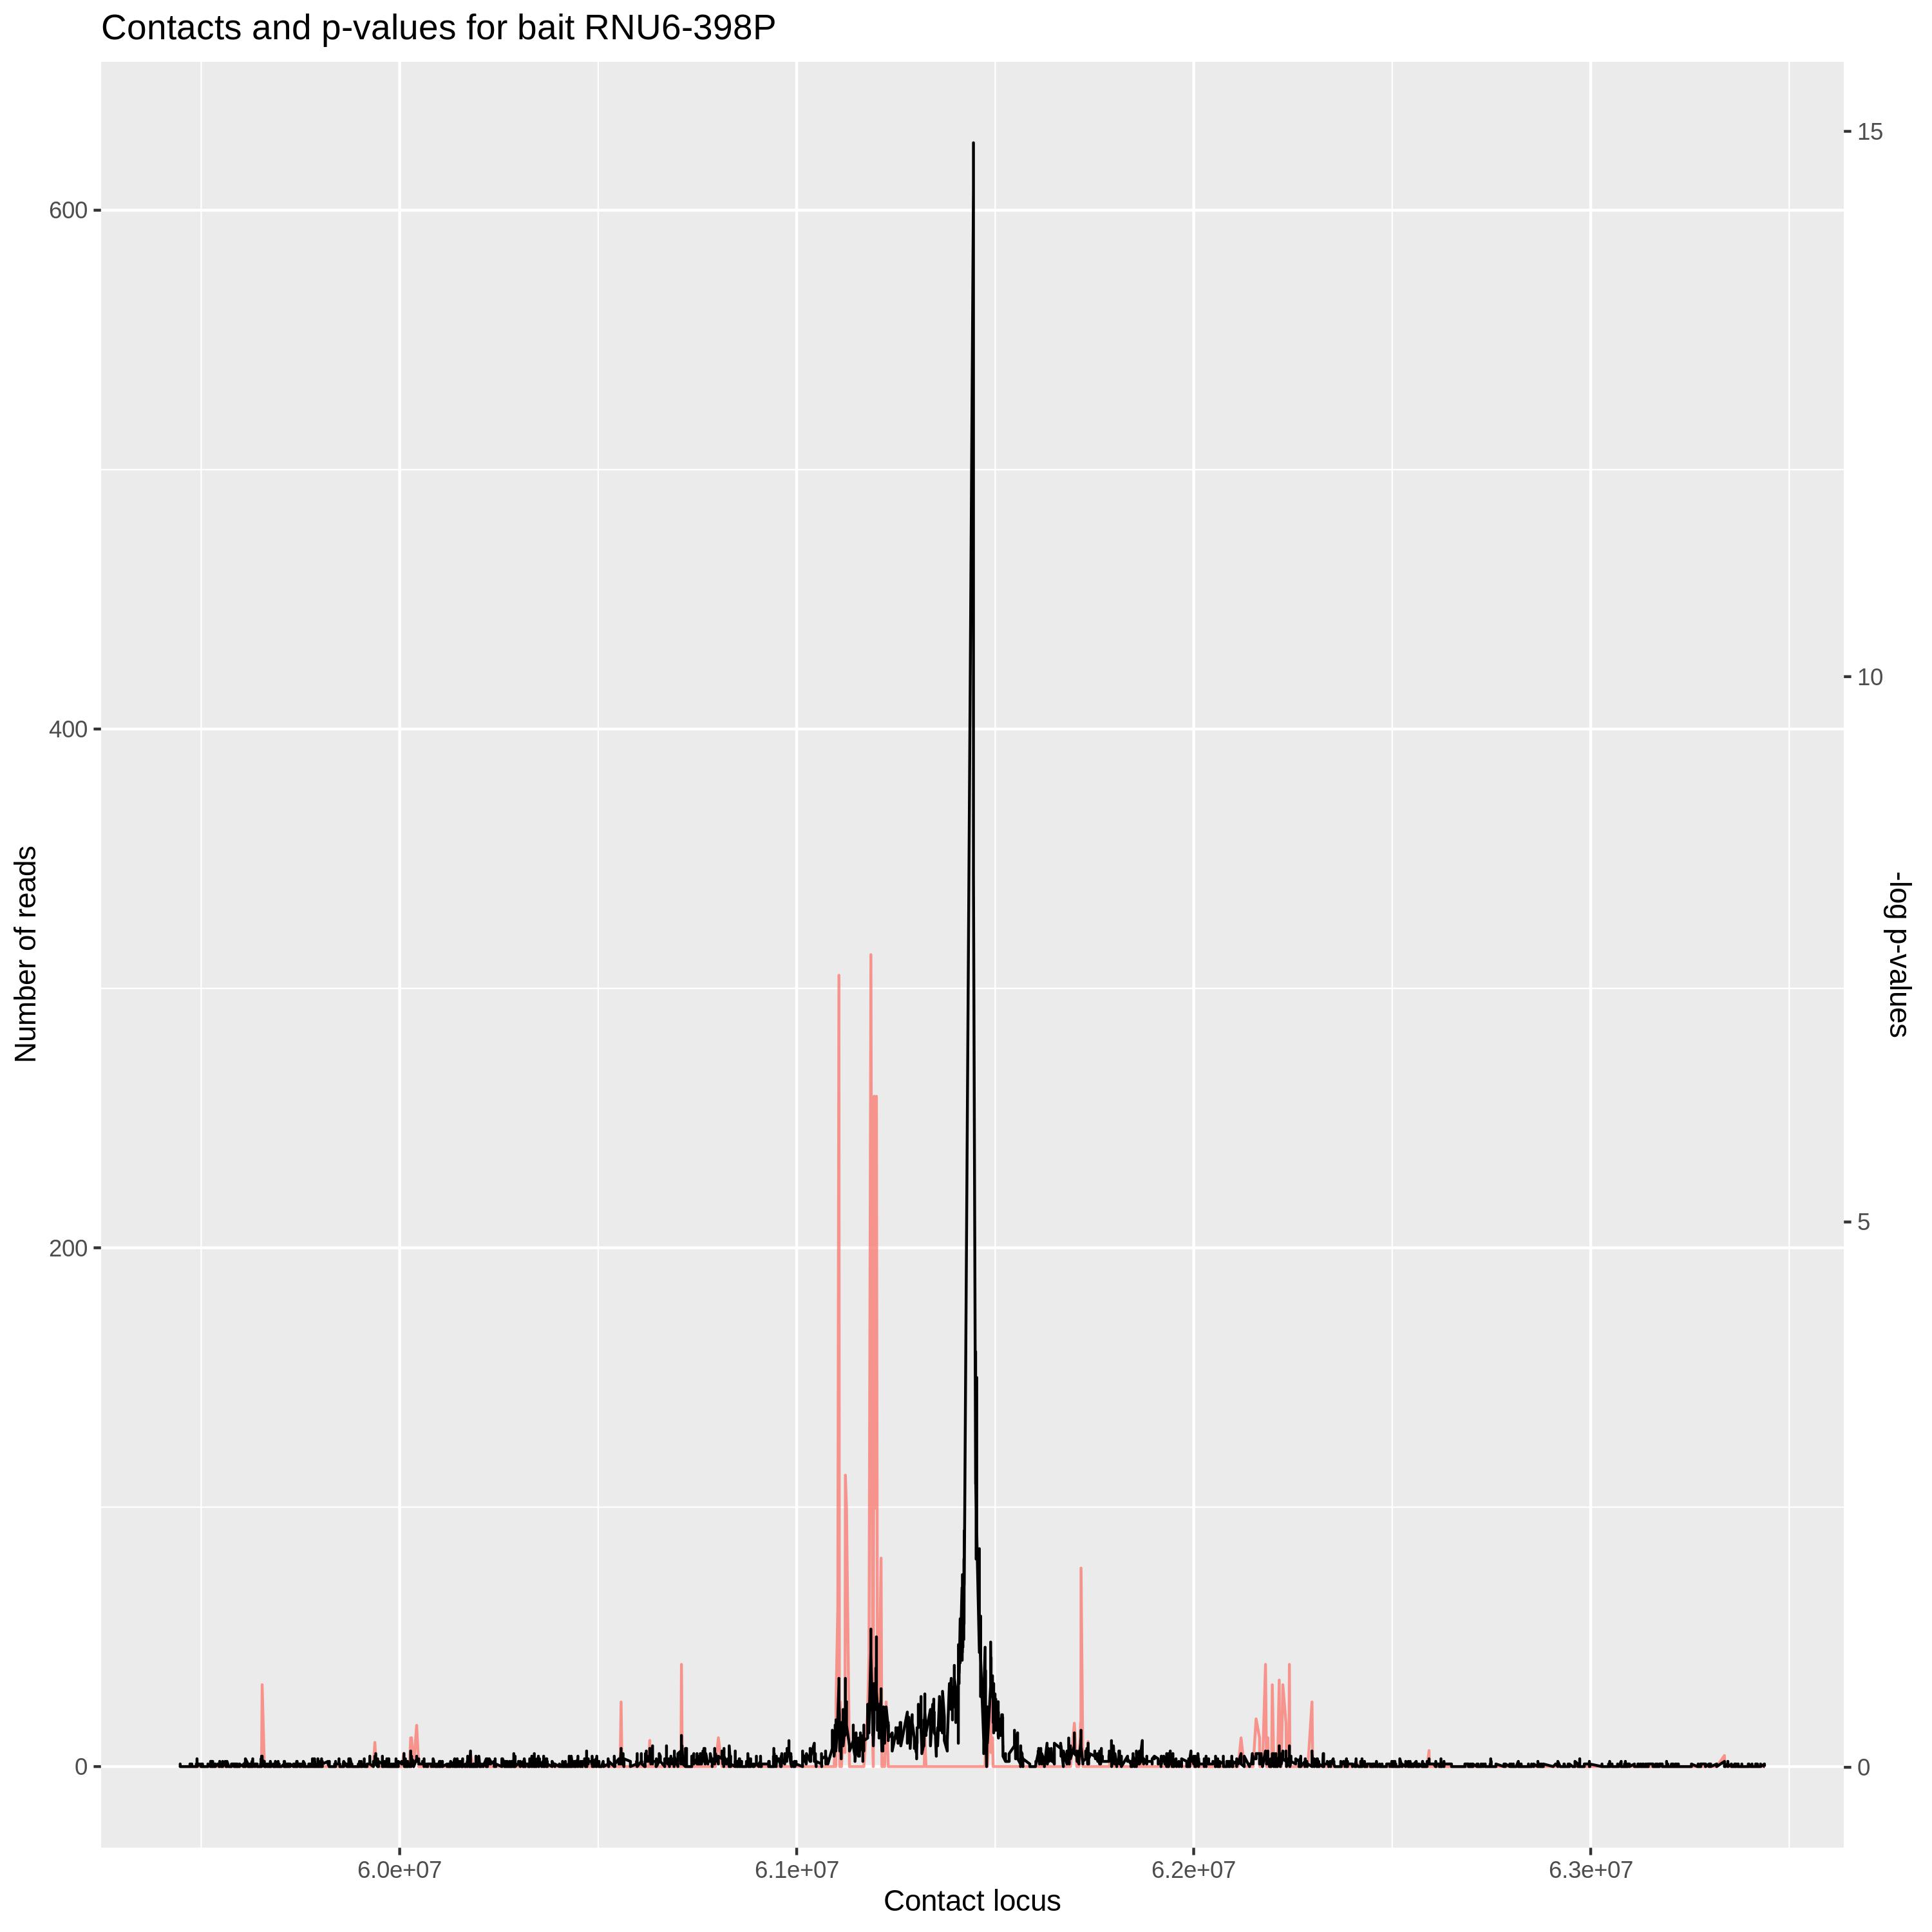 Contacts and p-values for bait RNU6-398P
600
400
200
0
15
10
5
0
Number of reads
-log p-values
6.0e+07
6.1e+07
6.2e+07
6.3e+07
Contact locus